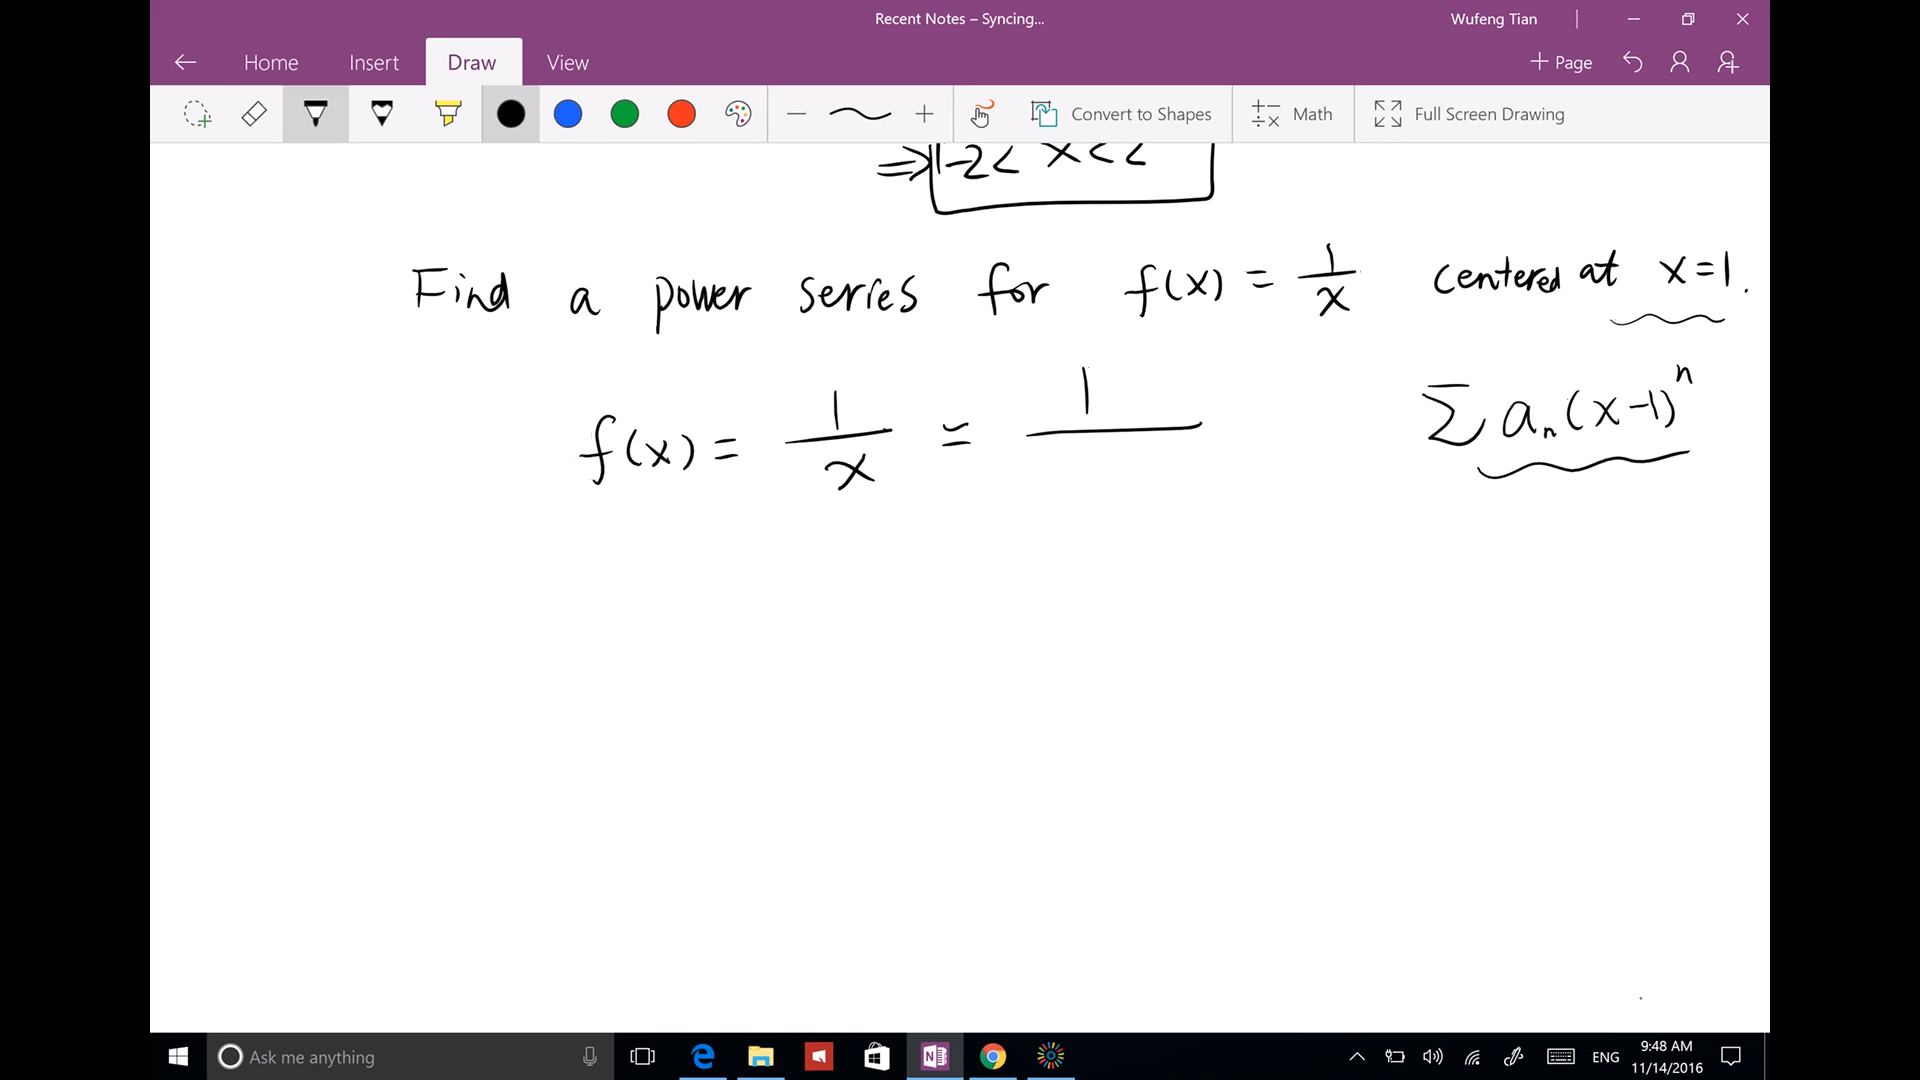 Recent Notes – Syncing...
Wufeng Tian
Home Insert Draw View
Page
Convert to Shapes Math Full Screen Drawing
⇒ -2< x<2
Find a power series for f(x) = 1/x centered at x=1.
f(x) = 1/x = 1/
∑ aₙ(x-1)ⁿ
Ask me anything
ENG
9:48 AM
11/14/2016